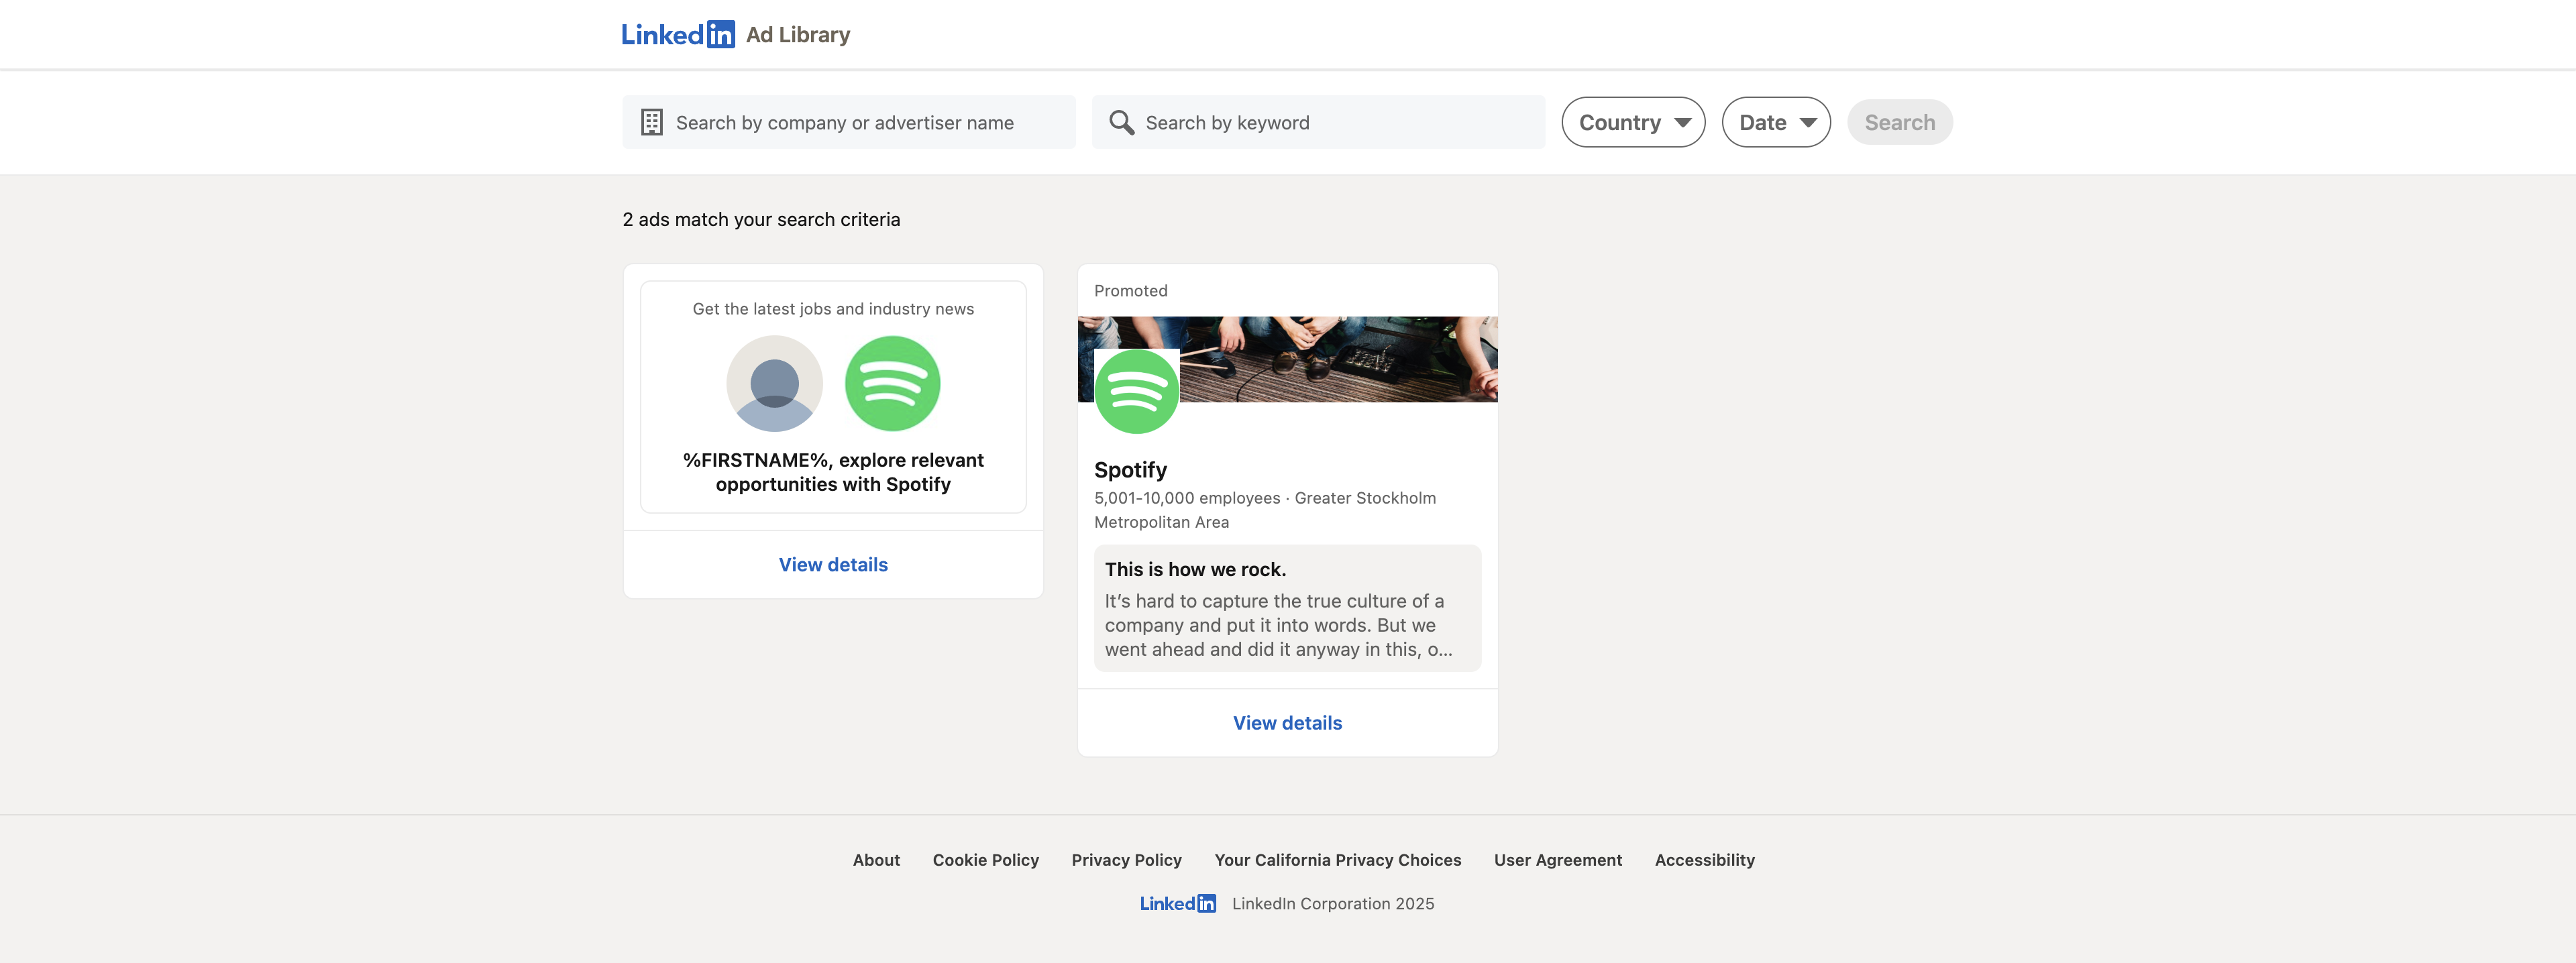 LinkedIn Ad Library
Search by company or advertiser name
Search by keyword
Country
Date
Search
2 ads match your search criteria
Get the latest jobs and industry news
%FIRSTNAME%, explore relevant
opportunities with Spotify
View details
Promoted
Spotify
5,001-10,000 employees · Greater Stockholm
Metropolitan Area
This is how we rock.
It’s hard to capture the true culture of a
company and put it into words. But we
went ahead and did it anyway in this, o...
View details
About Cookie Policy Privacy Policy Your California Privacy Choices User Agreement Accessibility
LinkedIn LinkedIn Corporation 2025